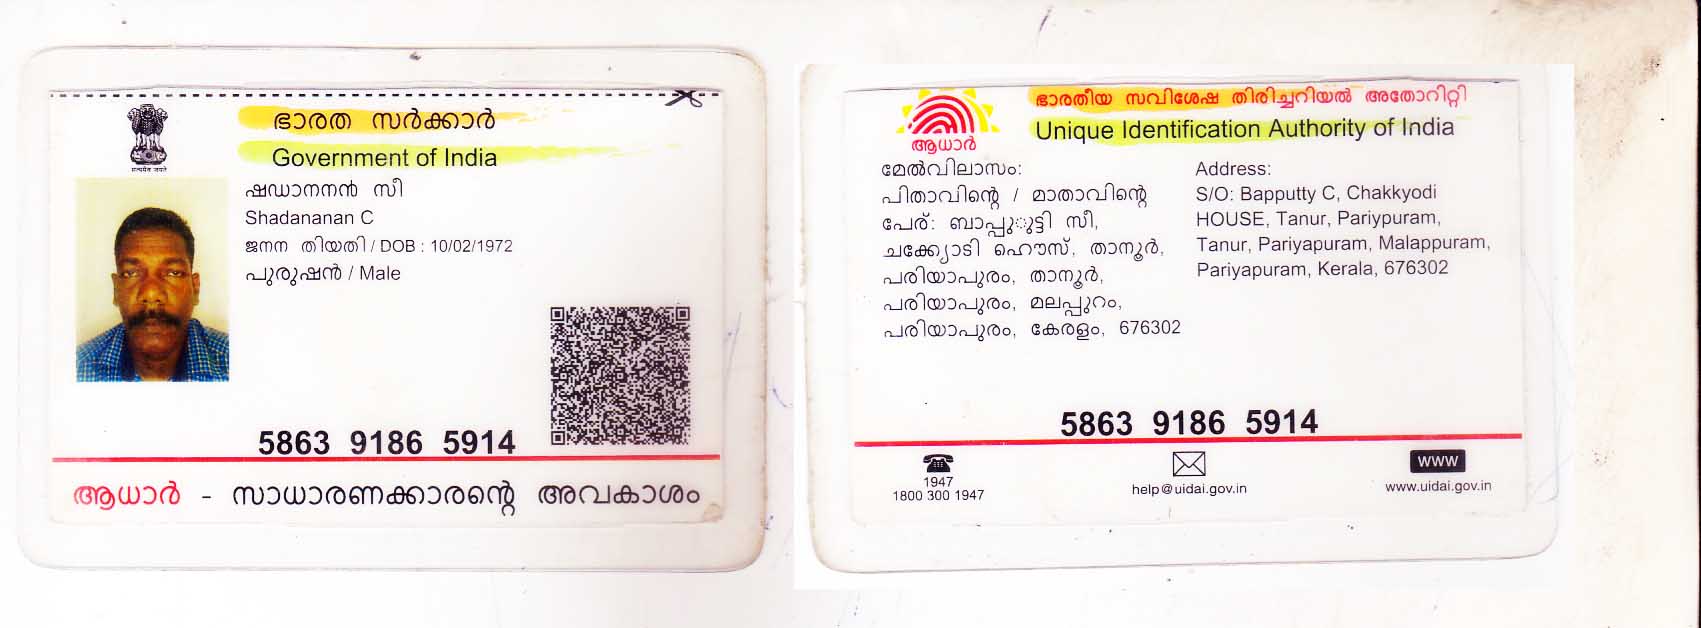 ഭാരത സർക്കാർ
Government of India
ഷഡാനനൻ സീ
Shadananan C
ജനന തിയതി / DOB : 10/02/1972
പുരുഷൻ / Male
5863 9186 5914
ആധാർ - സാധാരണക്കാരന്റെ അവകാശം
ഭാരതീയ സവിശേഷ തിരിച്ചറിയൽ അതോറിറ്റി
Unique Identification Authority of India
ആധാർ
മേൽവിലാസം:
പിതാവിന്റെ / മാതാവിന്റെ
പേര്: ബാപ്പുുട്ടി സീ,
ചക്ക്യോടി ഹൌസ്, താനൂർ,
പരിയാപുരം, താനൂർ,
പരിയാപുരം, മലപ്പുറം,
പരിയാപുരം, കേരളം, 676302
Address:
S/O: Bapputty C, Chakkyodi
HOUSE, Tanur, Pariypuram,
Tanur, Pariyapuram, Malappuram,
Pariyapuram, Kerala, 676302
5863 9186 5914
1947
1800 300 1947
help@uidai.gov.in
www
www.uidai.gov.in